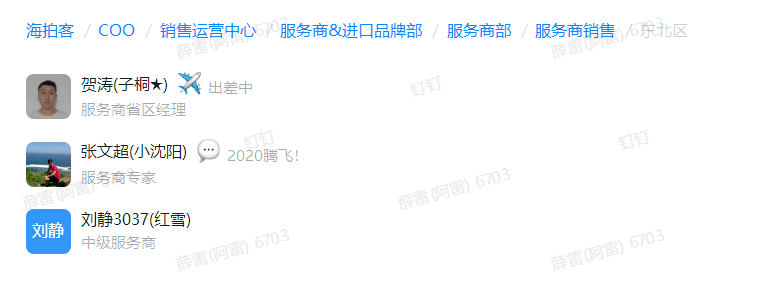 海拍客 / COO / 销售运营中心 / 服务商&进口品牌部 / 服务商部 / 服务商销售 / 东北区
薛雷(阿雷) 6703
薛雷(阿雷) 6703
贺涛(子桐★) ✈️ 出差中
钉钉
服务商省区经理
张文超(小沈阳) 💬 2020腾飞!
钉钉
钉钉
服务商专家
薛雷(阿雷) 6703
薛雷(阿雷) 6703
刘静
刘静3037(红雪)
中级服务商
薛雷(阿雷) 6703
薛雷(阿雷) 6703